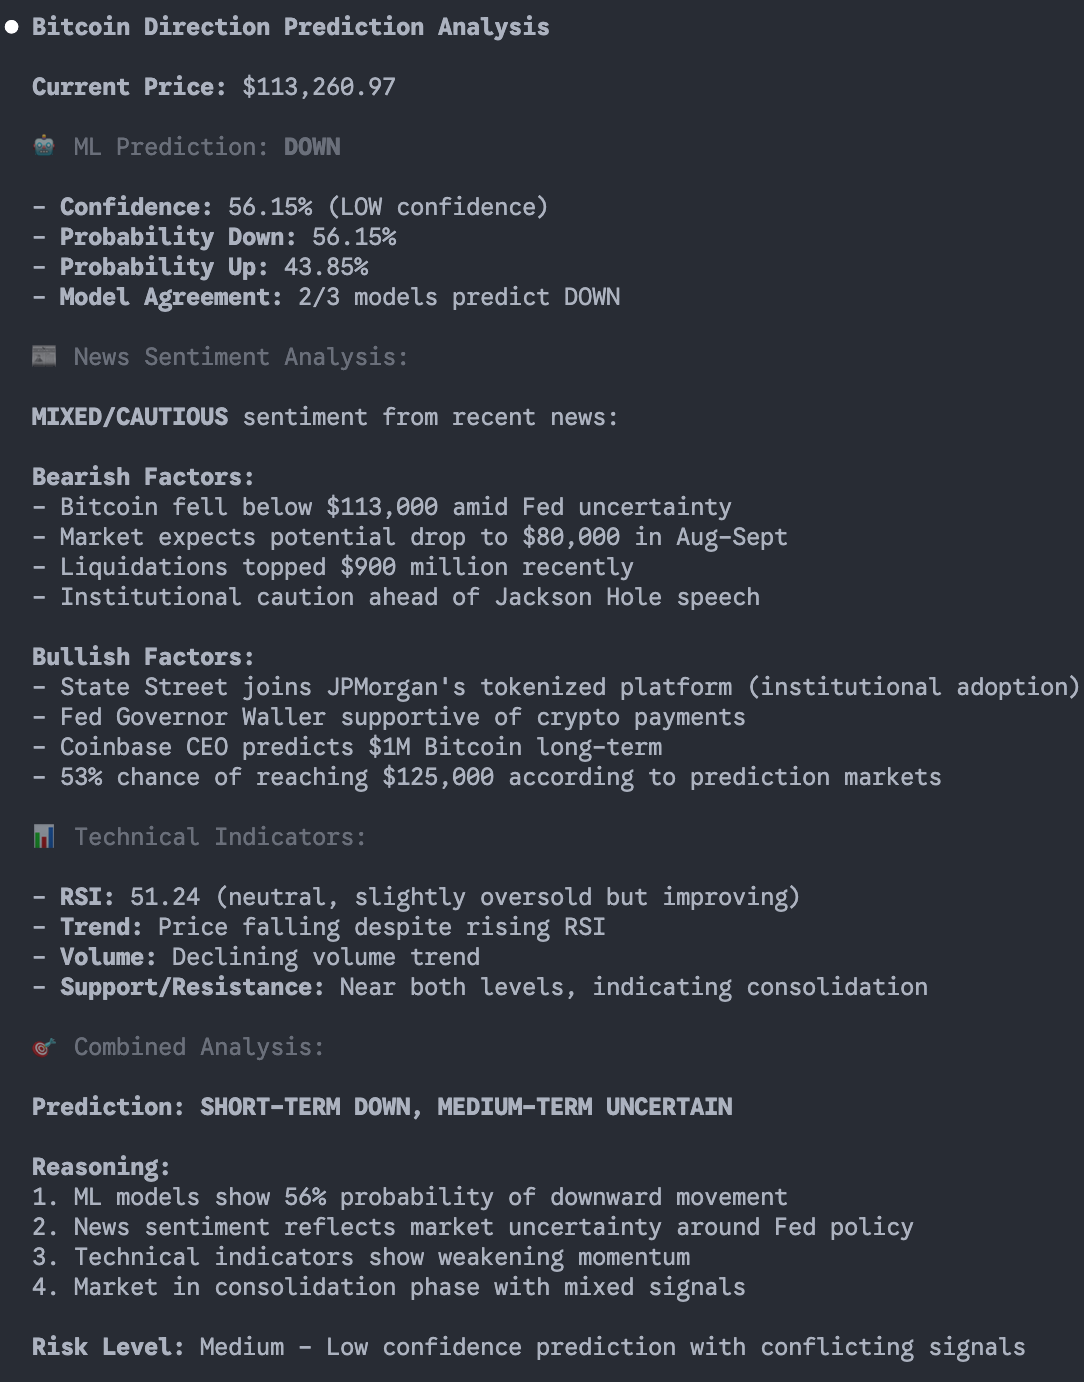 Bitcoin Direction Prediction Analysis
Current Price: $113,260.97
ML Prediction: DOWN
- Confidence: 56.15% (LOW confidence)
- Probability Down: 56.15%
- Probability Up: 43.85%
- Model Agreement: 2/3 models predict DOWN
News Sentiment Analysis:
MIXED/CAUTIOUS sentiment from recent news:
Bearish Factors:
- Bitcoin fell below $113,000 amid Fed uncertainty
- Market expects potential drop to $80,000 in Aug-Sept
- Liquidations topped $900 million recently
- Institutional caution ahead of Jackson Hole speech
Bullish Factors:
- State Street joins JPMorgan's tokenized platform (institutional adoption)
- Fed Governor Waller supportive of crypto payments
- Coinbase CEO predicts $1M Bitcoin long-term
- 53% chance of reaching $125,000 according to prediction markets
Technical Indicators:
- RSI: 51.24 (neutral, slightly oversold but improving)
- Trend: Price falling despite rising RSI
- Volume: Declining volume trend
- Support/Resistance: Near both levels, indicating consolidation
Combined Analysis:
Prediction: SHORT-TERM DOWN, MEDIUM-TERM UNCERTAIN
Reasoning:
1. ML models show 56% probability of downward movement
2. News sentiment reflects market uncertainty around Fed policy
3. Technical indicators show weakening momentum
4. Market in consolidation phase with mixed signals
Risk Level: Medium - Low confidence prediction with conflicting signals